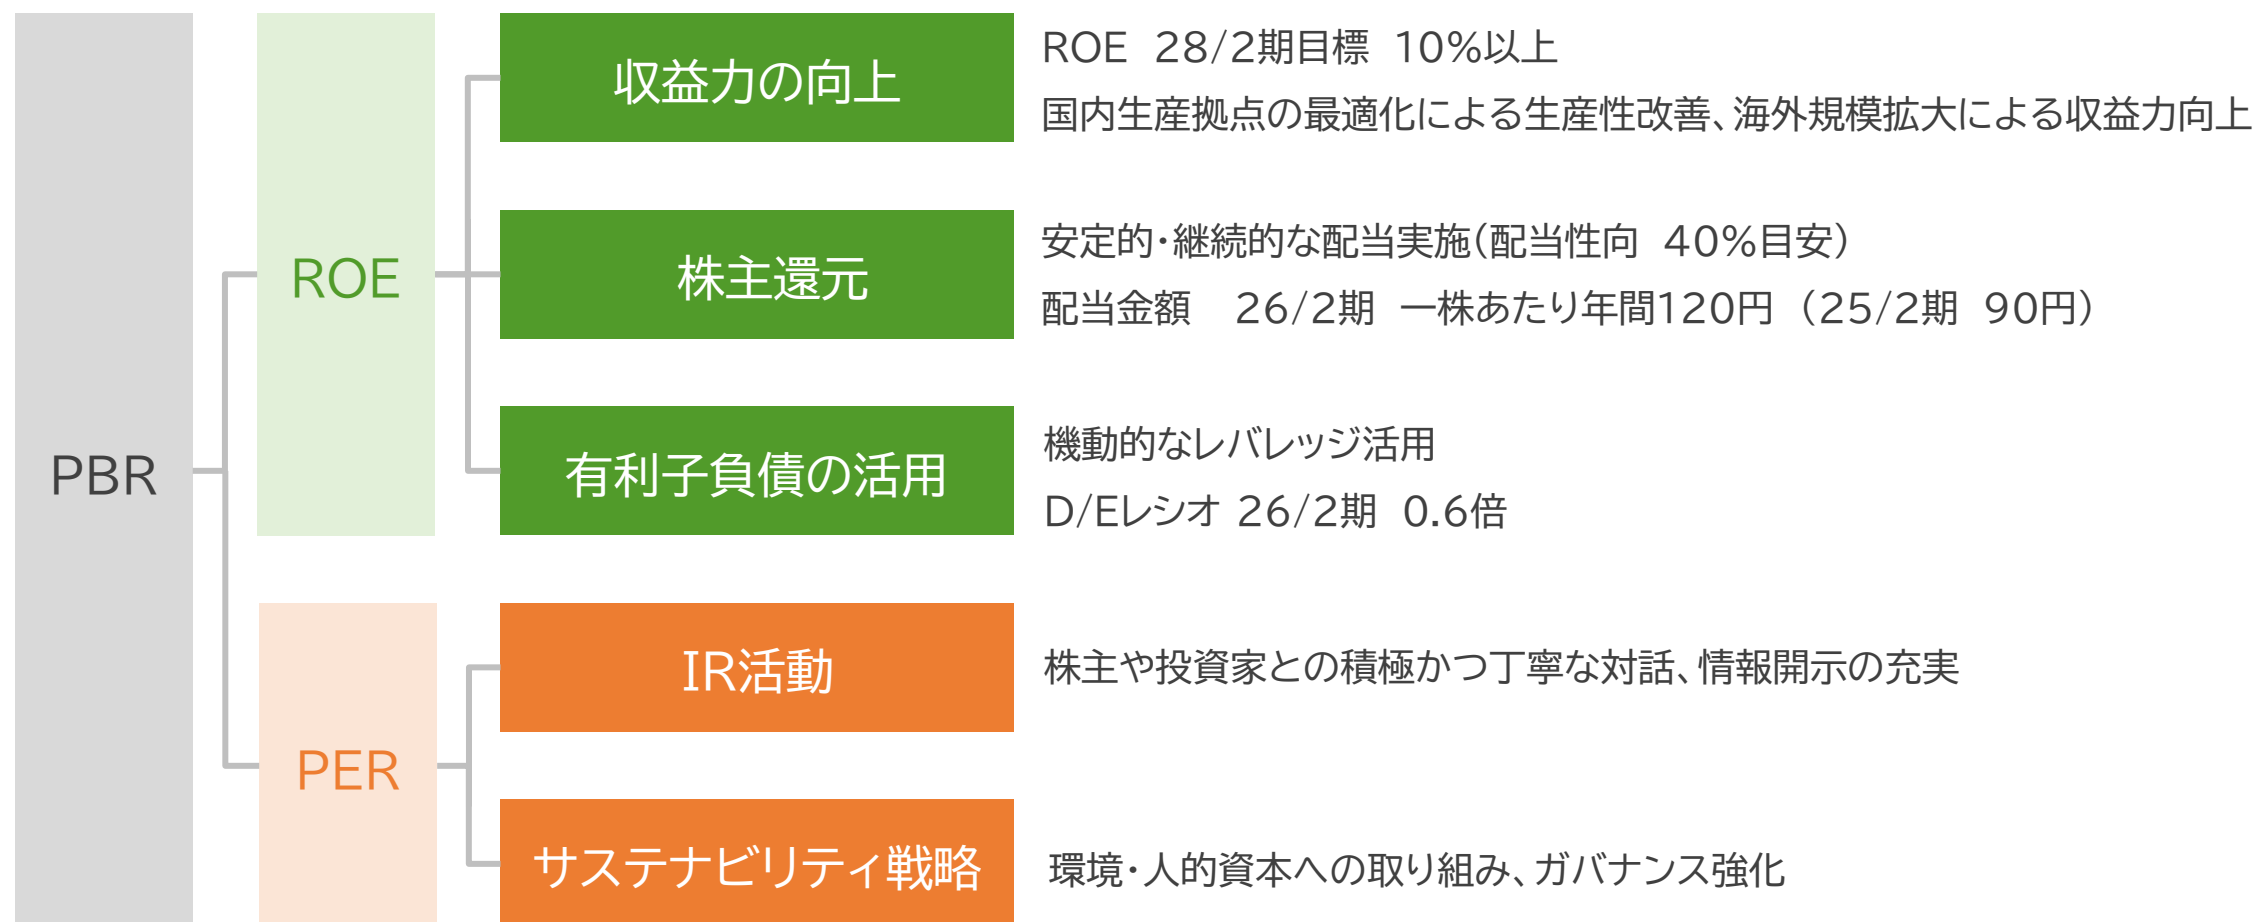 PBR
ROE
収益力の向上
ROE 28/2期目標 10%以上
国内生産拠点の最適化による生産性改善、海外規模拡大による収益力向上
株主還元
安定的・継続的な配当実施(配当性向 40%目安)
配当金額 26/2期 一株あたり年間120円 (25/2期 90円)
有利子負債の活用
機動的なレバレッジ活用
D/Eレシオ 26/2期 0.6倍
PER
IR活動
株主や投資家との積極かつ丁寧な対話、情報開示の充実
サステナビリティ戦略
環境・人的資本への取り組み、ガバナンス強化